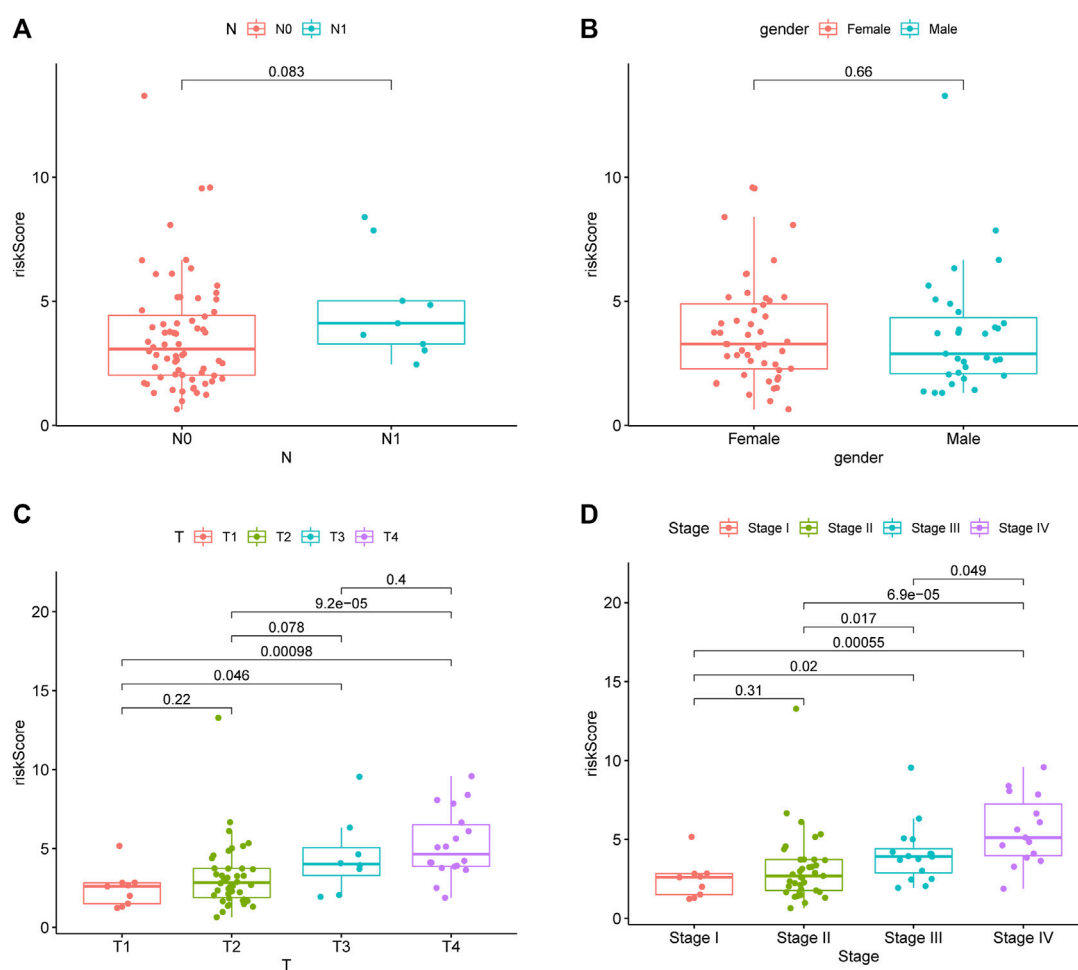 A
N N0 N1
0.083
10
5
0
riskScore
N0 N1
N
B
gender Female Male
0.66
10
5
0
riskScore
Female Male
gender
C
T T1 T2 T3 T4
0.4
9.2e−05
0.078
0.00098
0.046
0.22
20
15
10
5
0
riskScore
T1 T2 T3 T4
T
D
Stage Stage I Stage II Stage III Stage IV
0.049
6.9e−05
0.017
0.00055
0.02
0.31
20
15
10
5
0
riskScore
Stage I Stage II Stage III Stage IV
Stage